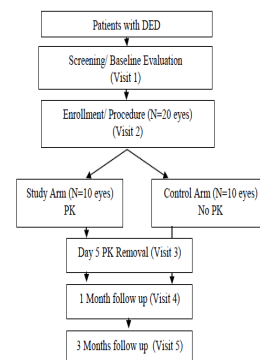 Patients with DED
Screening/ Baseline Evaluation
(Visit 1)
Enrollment/ Procedure (N=20 eyes)
(Visit 2)
Study Arm (N=10 eyes)
PK
Control Arm (N=10 eyes)
No PK
Day 5 PK Removal (Visit 3)
1 Month follow up (Visit 4)
3 Months follow up (Visit 5)